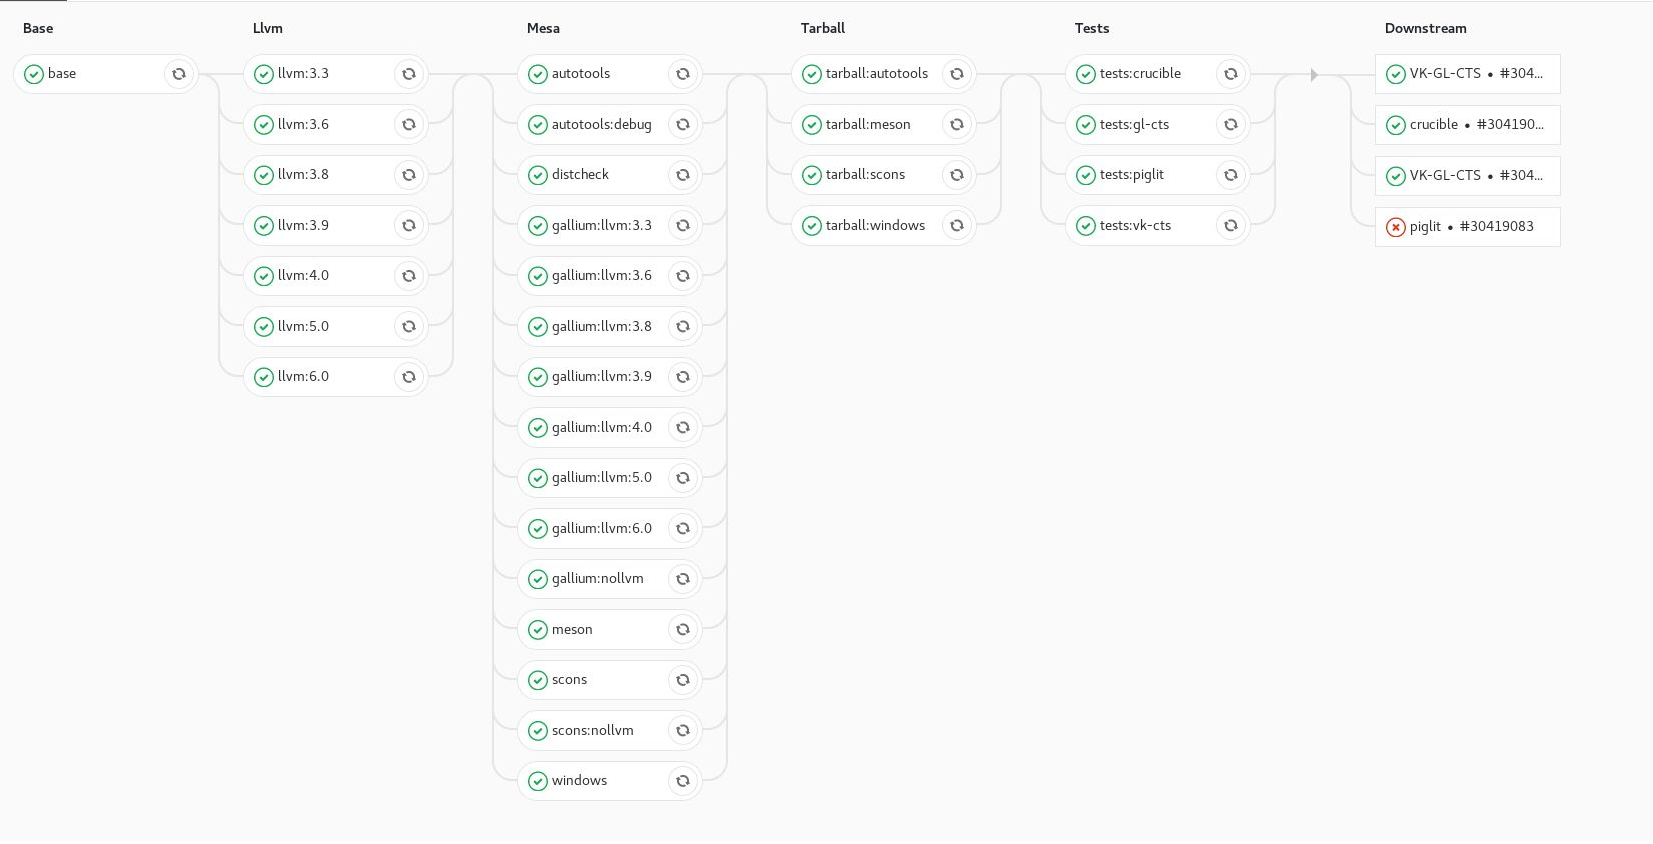 Base
base
Llvm
llvm:3.3
llvm:3.6
llvm:3.8
llvm:3.9
llvm:4.0
llvm:5.0
llvm:6.0
Mesa
autotools
autotools:debug
distcheck
gallium:llvm:3.3
gallium:llvm:3.6
gallium:llvm:3.8
gallium:llvm:3.9
gallium:llvm:4.0
gallium:llvm:5.0
gallium:llvm:6.0
gallium:nollvm
meson
scons
scons:nollvm
windows
Tarball
tarball:autotools
tarball:meson
tarball:scons
tarball:windows
Tests
tests:crucible
tests:gl-cts
tests:piglit
tests:vk-cts
Downstream
VK-GL-CTS • #304...
crucible • #304190...
VK-GL-CTS • #304...
piglit • #30419083